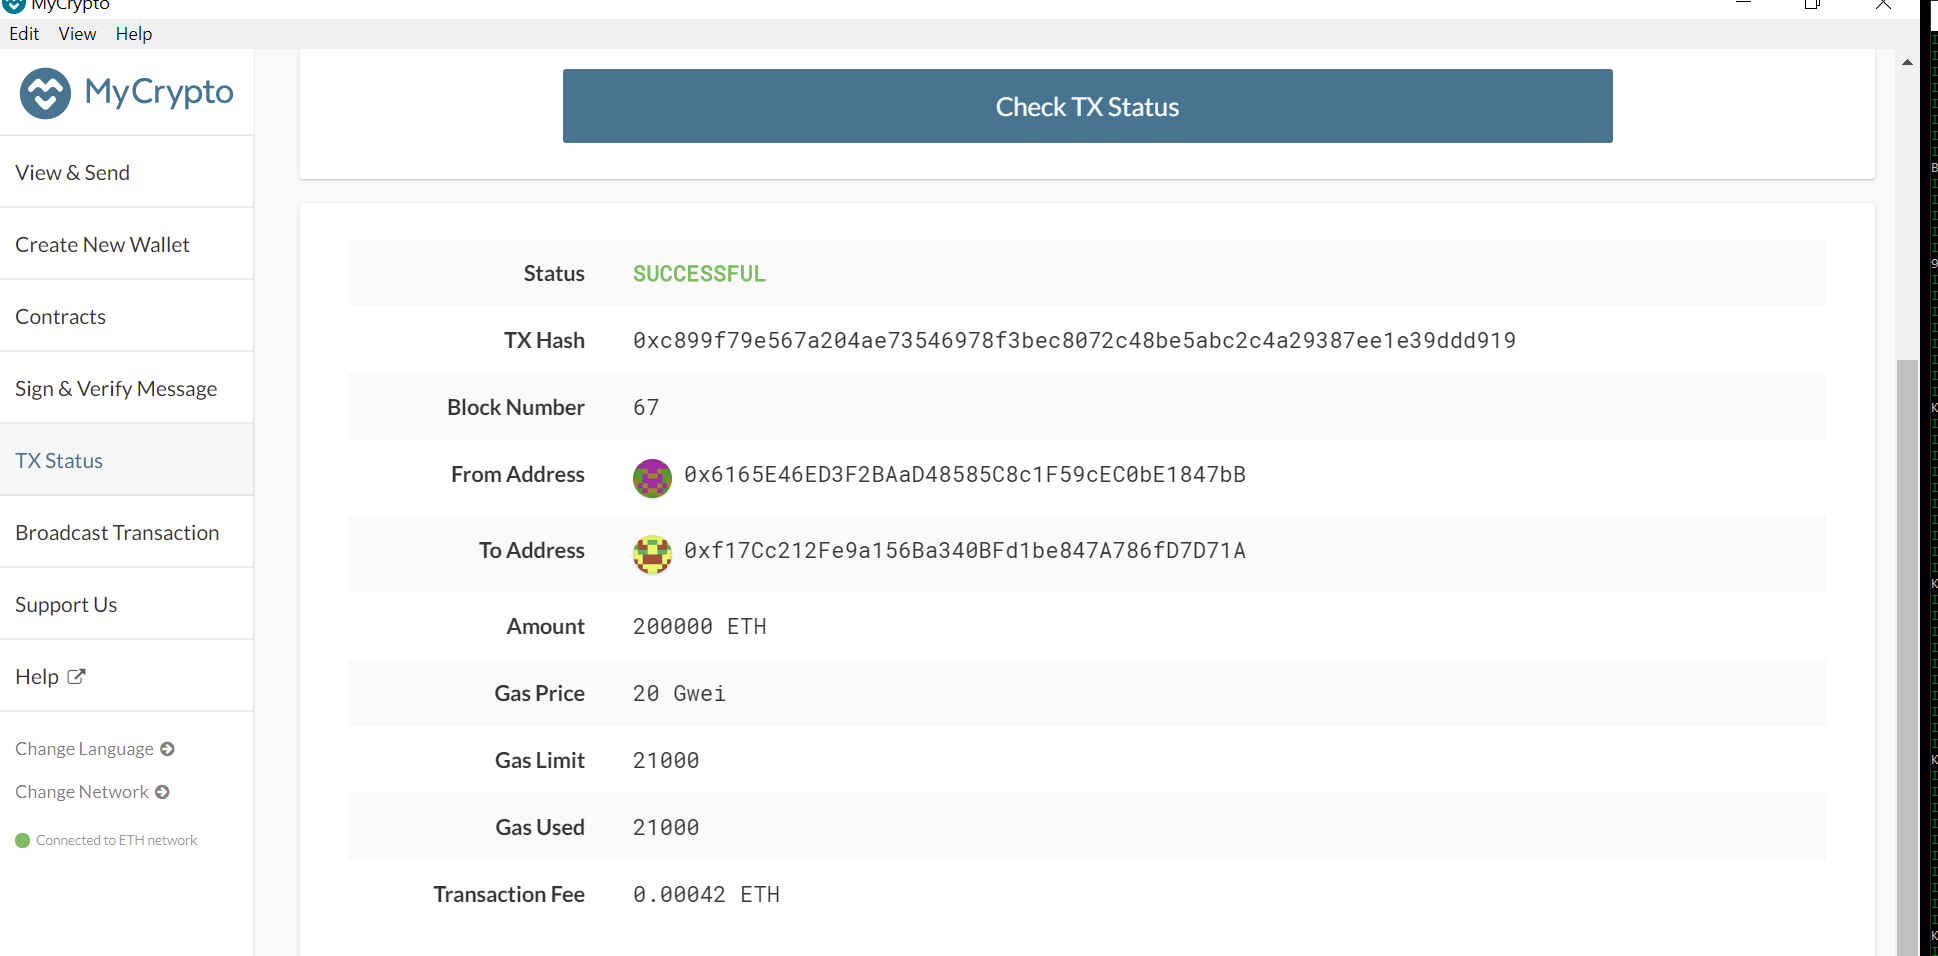 MyCrypto
Edit View Help
MyCrypto
Check TX Status
View & Send
Create New Wallet
Contracts
Sign & Verify Message
TX Status
Broadcast Transaction
Support Us
Help
Change Language
Change Network
Connected to ETH network
Status SUCCESSFUL
TX Hash 0xc899f79e567a204ae73546978f3bec8072c48be5abc2c4a29387ee1e39ddd919
Block Number 67
From Address 0x6165E46ED3F2BAaD48585C8c1F59cEC0bE1847bB
To Address 0xf17Cc212Fe9a156Ba340BFd1be847A786fD7D71A
Amount 200000 ETH
Gas Price 20 Gwei
Gas Limit 21000
Gas Used 21000
Transaction Fee 0.00042 ETH